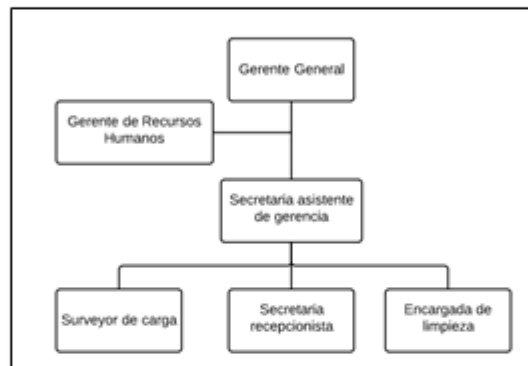 Gerente General
Gerente de Recursos
Humanos
Secretaria asistente
de gerencia
Surveyor de carga
Secretaria
recepcionista
Encargada de
limpieza